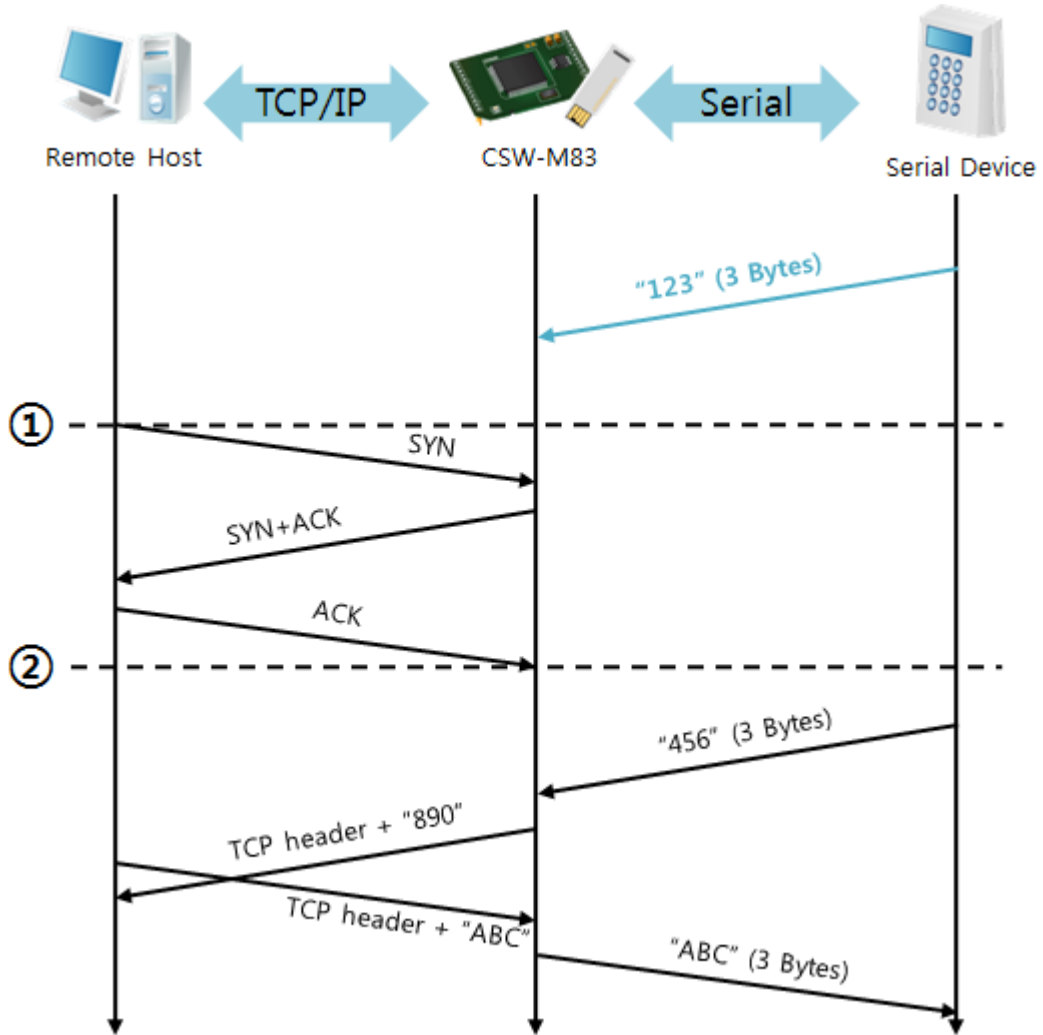 TCP/IP
Serial
Remote Host
CSW-M83
Serial Device
"123" (3 Bytes)
①
SYN
SYN+ACK
ACK
②
"456" (3 Bytes)
TCP header + "890"
TCP header + "ABC"
"ABC" (3 Bytes)